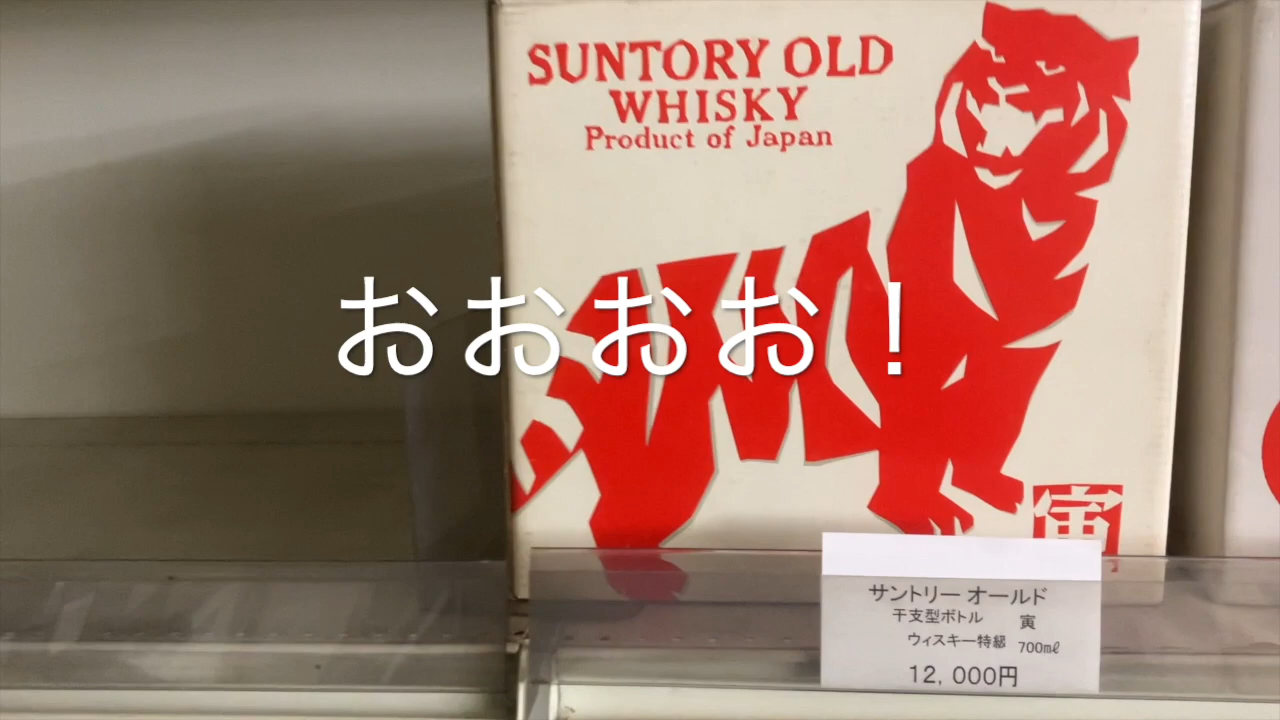 SUNTORY OLD
WHISKY
Product of Japan
おおおお！
寅
サントリー オールド
干支型ボトル 寅
ウィスキー特級 700㎖
12,000円